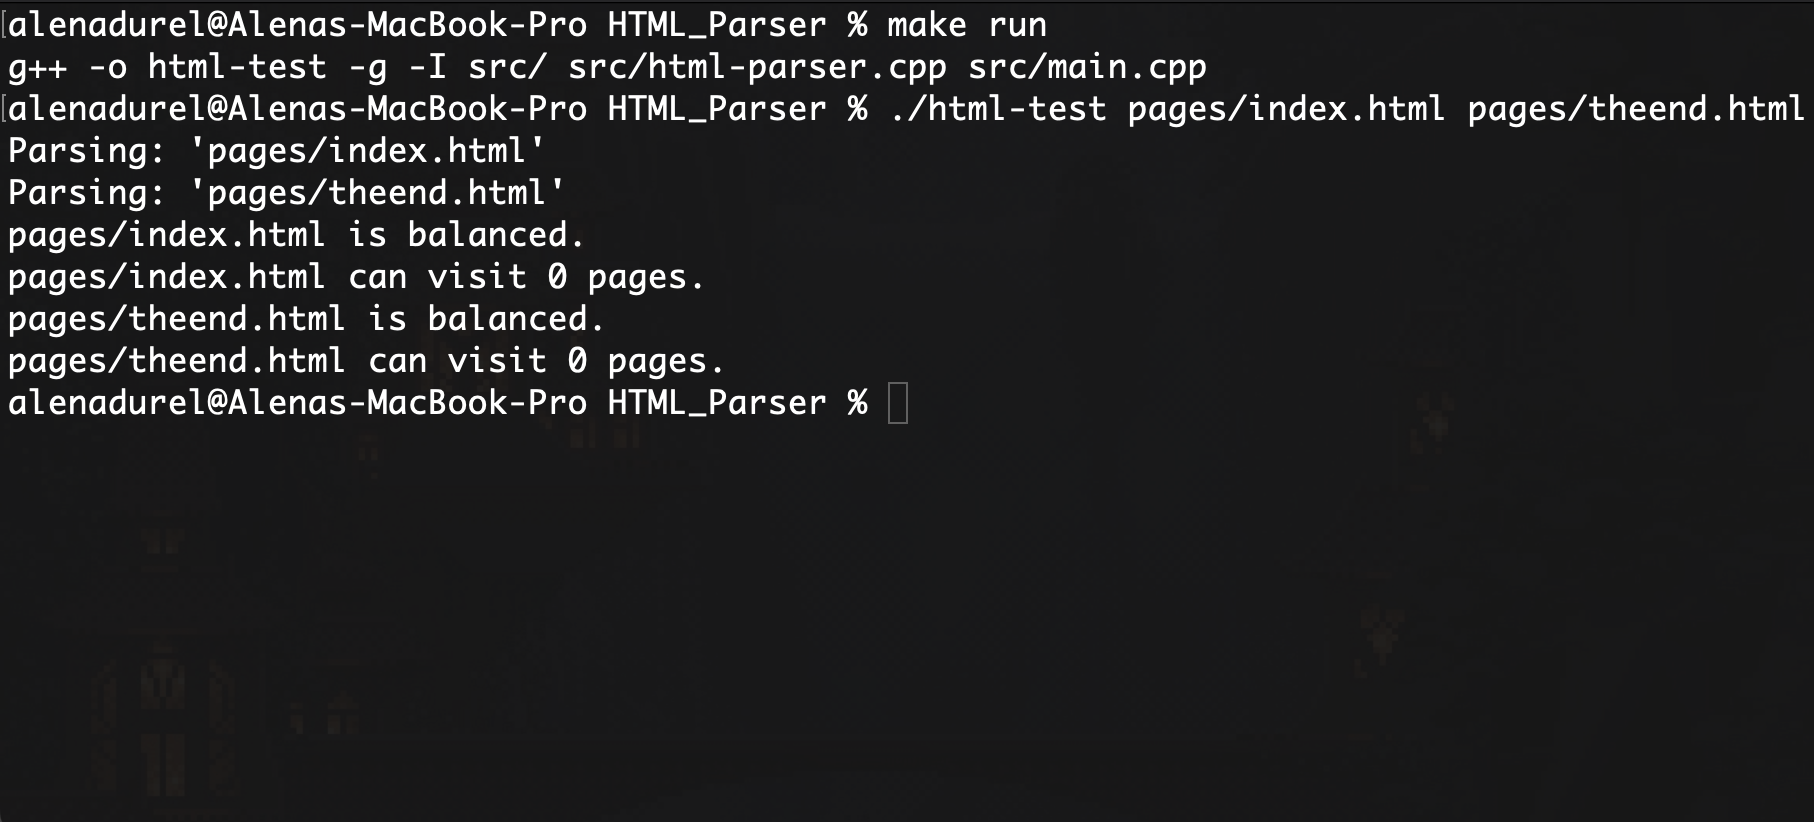 [alenadurel@Alenas-MacBook-Pro HTML_Parser % make run
g++ -o html-test -g -I src/ src/html-parser.cpp src/main.cpp
[alenadurel@Alenas-MacBook-Pro HTML_Parser % ./html-test pages/index.html pages/theend.html
Parsing: 'pages/index.html'
Parsing: 'pages/theend.html'
pages/index.html is balanced.
pages/index.html can visit 0 pages.
pages/theend.html is balanced.
pages/theend.html can visit 0 pages.
alenadurel@Alenas-MacBook-Pro HTML_Parser %